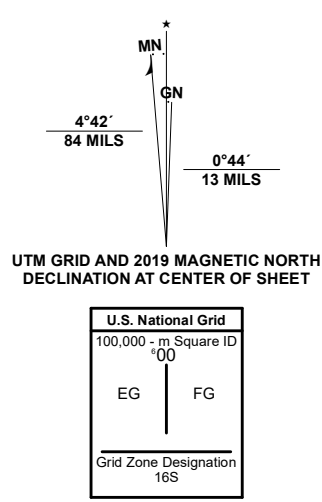 ★
MN
GN
4°42´
84 MILS
0°44´
13 MILS
UTM GRID AND 2019 MAGNETIC NORTH
DECLINATION AT CENTER OF SHEET
U.S. National Grid
100,000 - m Square ID
⁶00
EG FG
Grid Zone Designation
16S